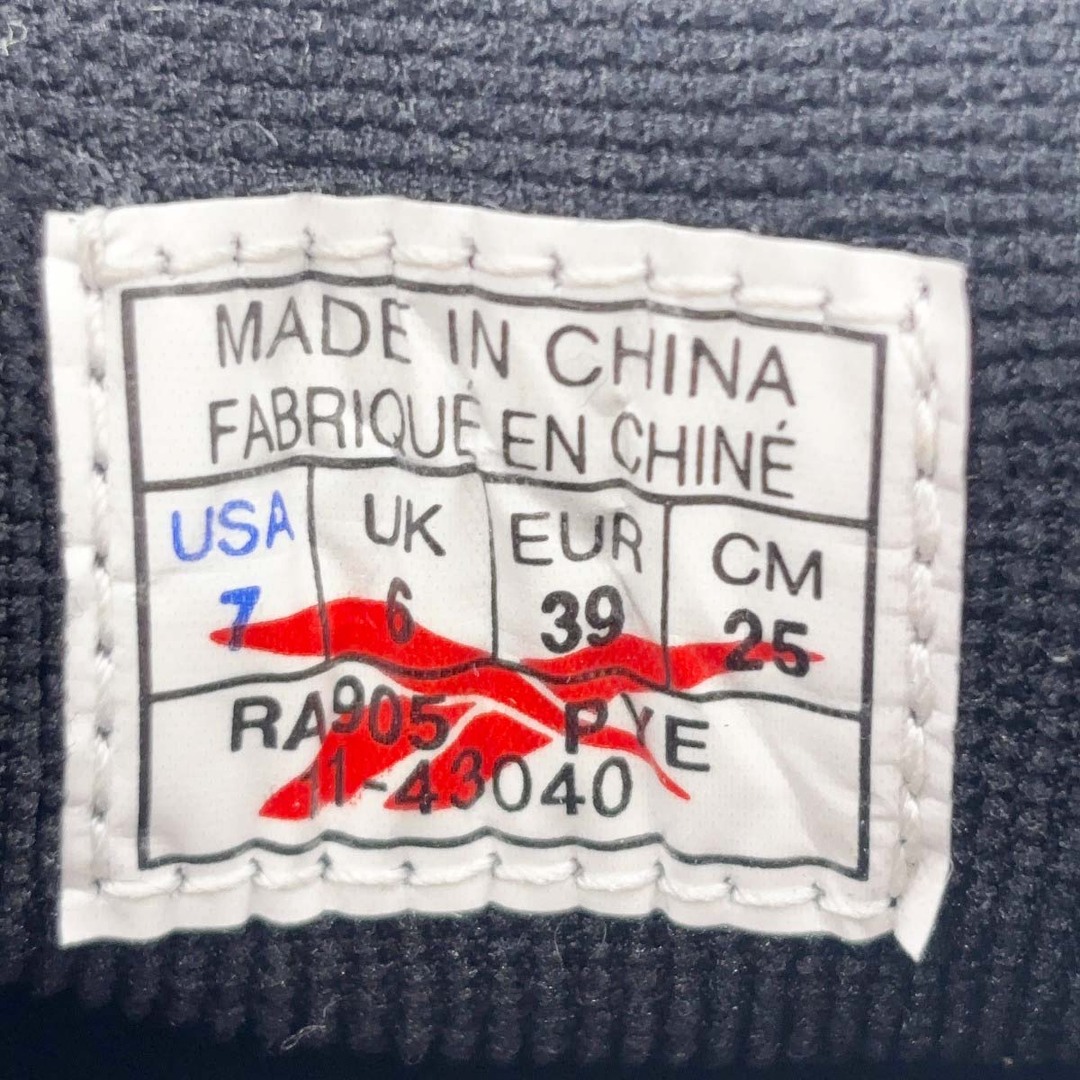 MADE IN CHINA
FABRIQUÉ EN CHINÉ
USA UK EUR CM
7 6 39 25
RA905 PYE
11-43040